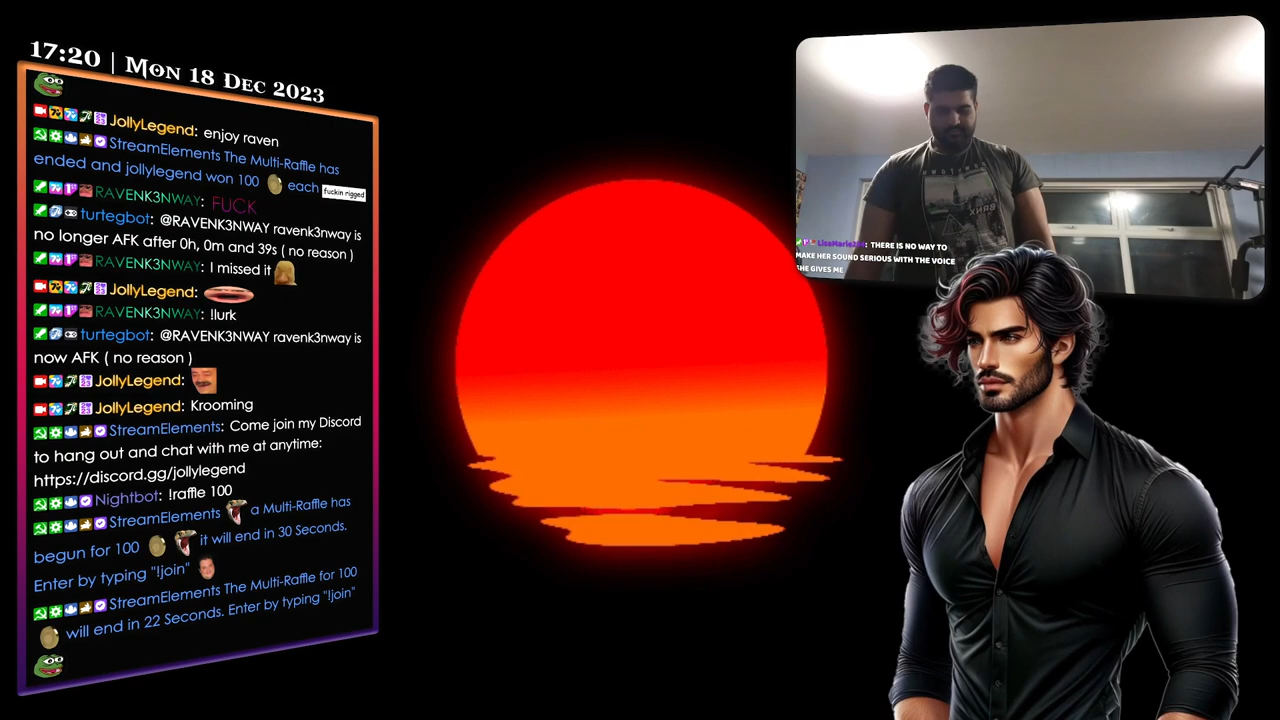 17:20 | Mon 18 Dec 2023
JollyLegend: enjoy raven
StreamElements The Multi-Raffle has
ended and jollylegend won 100 each fuckin rigged
RAVENK3NWAY: FUCK
turtegbot: @RAVENK3NWAY ravenk3nway is
no longer AFK after 0h, 0m and 39s ( no reason )
RAVENK3NWAY: I missed it
JollyLegend:
RAVENK3NWAY: !lurk
turtegbot: @RAVENK3NWAY ravenk3nway is
now AFK ( no reason )
JollyLegend:
JollyLegend: Krooming
StreamElements: Come join my Discord
to hang out and chat with me at anytime:
https://discord.gg/jollylegend
Nightbot: !raffle 100
StreamElements a Multi-Raffle has
begun for 100 it will end in 30 Seconds.
Enter by typing "!join"
StreamElements The Multi-Raffle for 100
will end in 22 Seconds. Enter by typing "!join"
THERE IS NO WAY TO
MAKE HER SOUND SERIOUS WITH THE VOICE
SHE GIVES ME